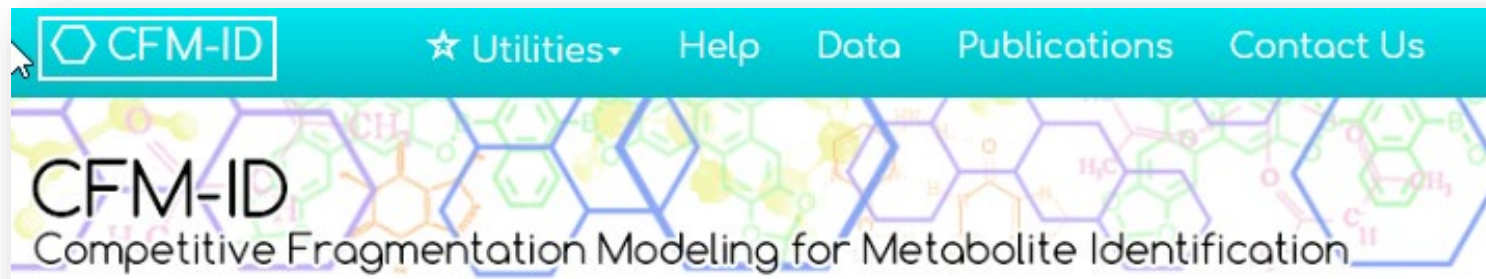 CFM-ID Utilities Help Data Publications Contact Us
CFM-ID
Competitive Fragmentation Modeling for Metabolite Identification